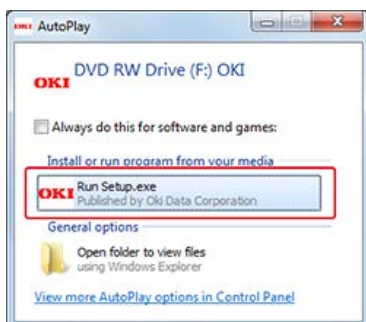 AutoPlay
DVD RW Drive (F:) OKI
OKI
Always do this for software and games:
Install or run program from your media
OKI Run Setup.exe
Published by Oki Data Corporation
General options
Open folder to view files
using Windows Explorer
View more AutoPlay options in Control Panel